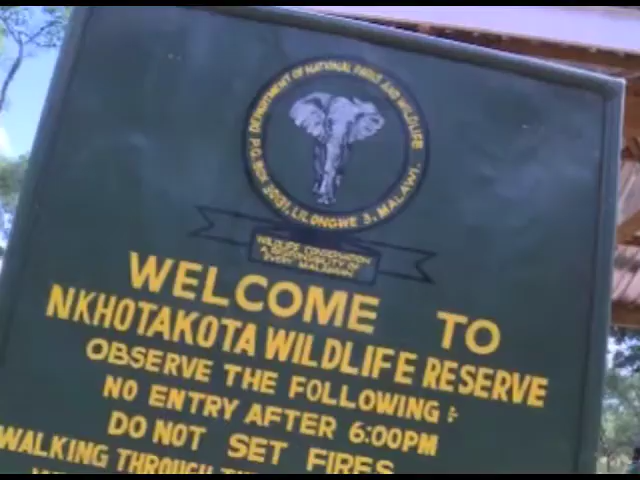 DEPARTMENT OF NATIONAL PARKS AND WILDLIFE
P.O. BOX 30131, LILONGWE 3, MALAWI.
WILDLIFE CONSERVATION
A RESPONSIBILITY OF
EVERY MALAWIAN
WELCOME TO
NKHOTAKOTA WILDLIFE RESERVE
OBSERVE THE FOLLOWING :-
NO ENTRY AFTER 6:00PM
DO NOT SET FIRES
WALKING THROUGH